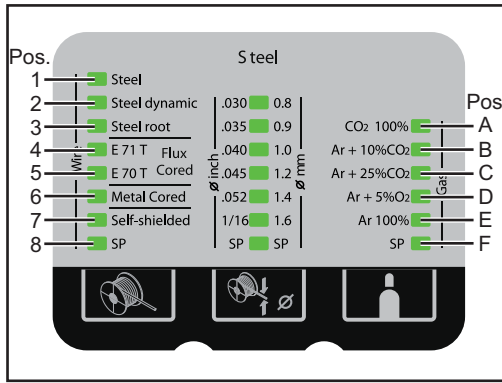 Pos.
S teel
1 Steel
2 Steel dynamic .030 0.8 Pos
3 Steel root .035 0.9 CO2 100% A
4 E 71 T Flux .040 1.0 Ar + 10%CO2 B
5 E 70 T Cored .045 1.2 Ar + 25%CO2 C
6 Metal Cored .052 1.4 Ar + 5%O2 D
7 Self-shielded 1/16 1.6 Ar 100% E
8 SP SP SP SP F
Wire
Ø inch
Ø mm
Gas
Ø